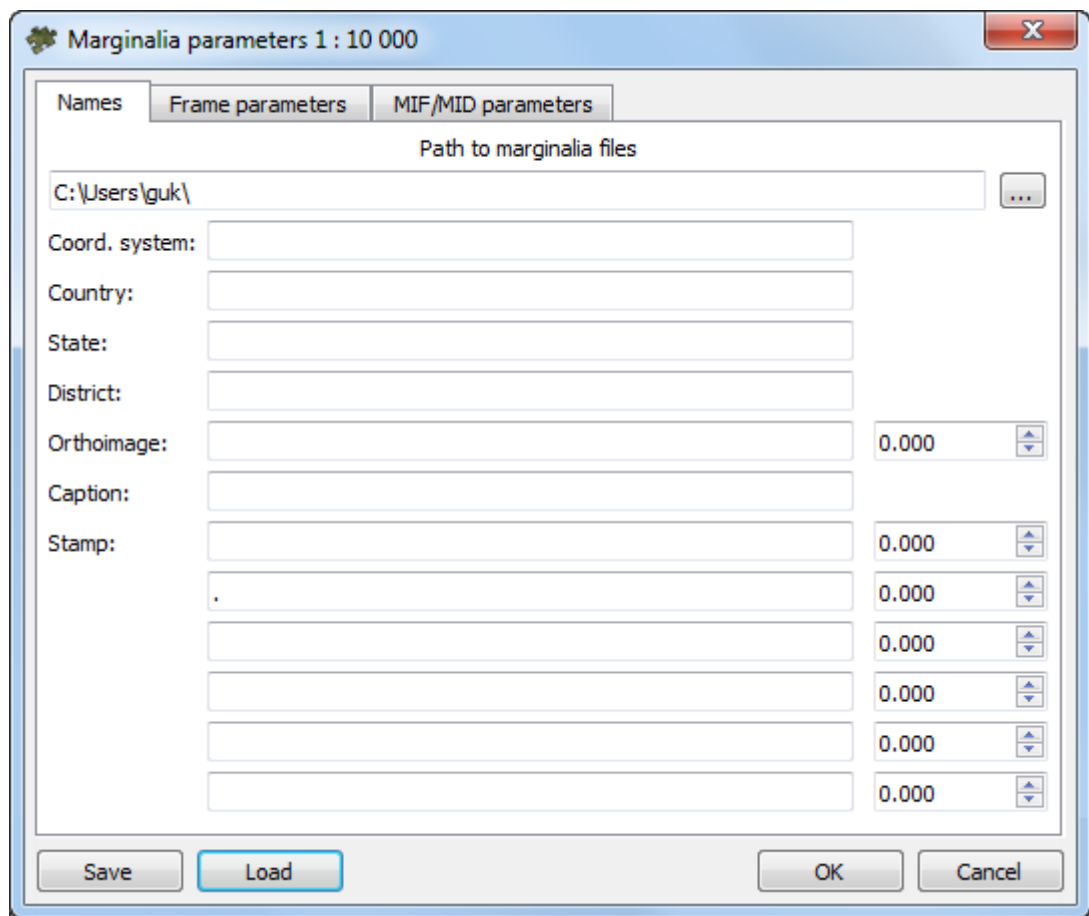 Marginalia parameters 1 : 10 000
Names Frame parameters MIF/MID parameters
Path to marginalia files
C:\Users\guk\ ...
Coord. system:
Country:
State:
District:
Orthoimage: 0.000
Caption:
Stamp: 0.000
. 0.000
0.000
0.000
0.000
0.000
Save Load OK Cancel